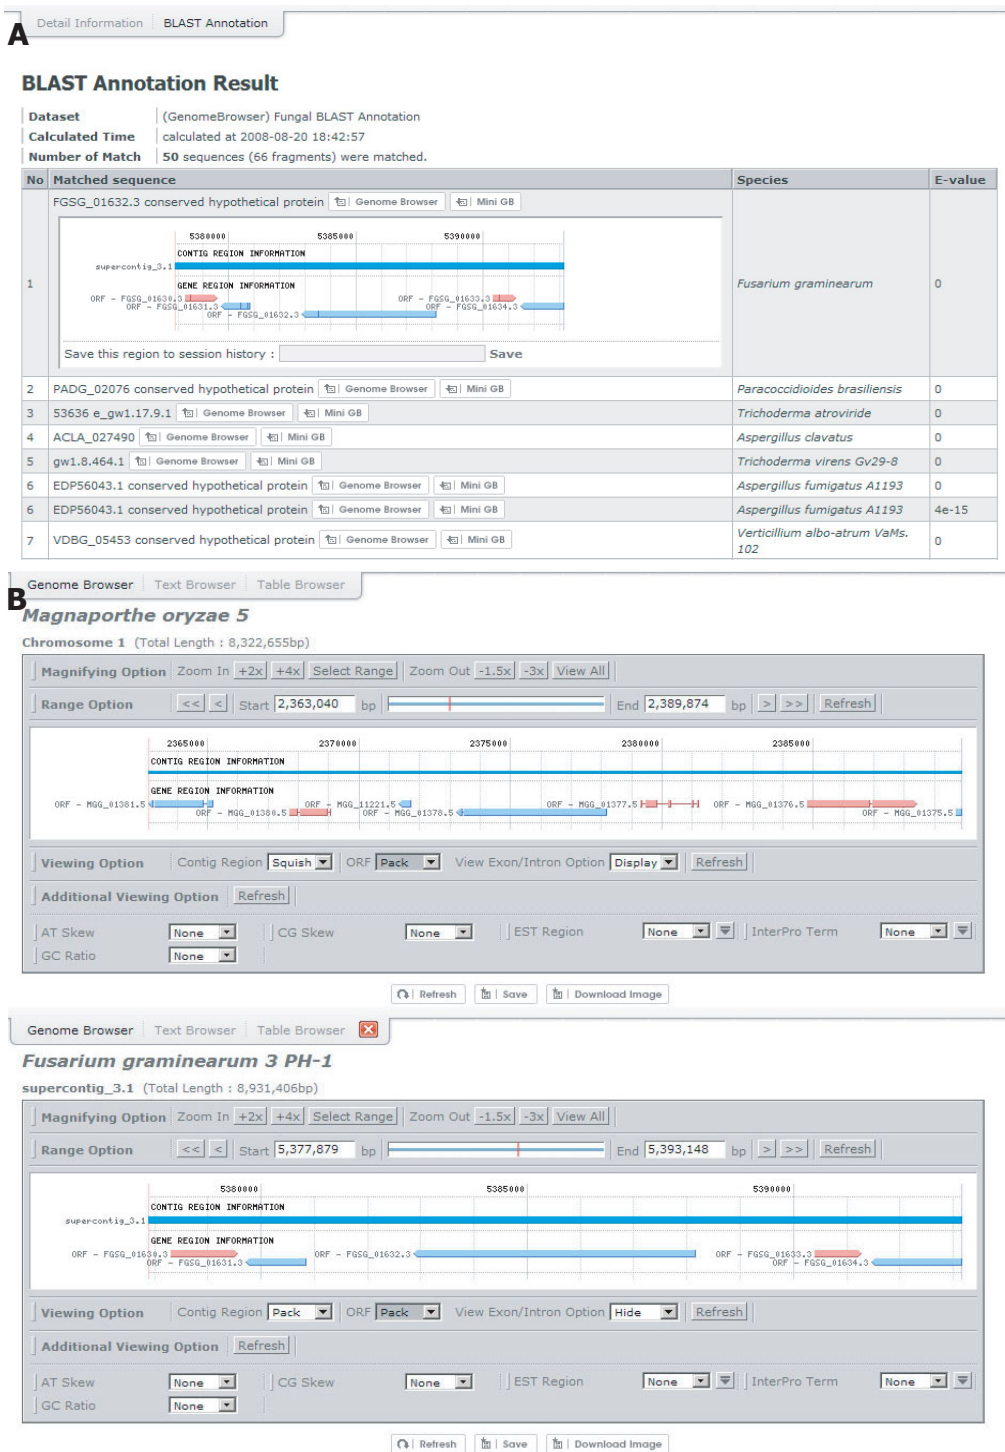 Detail Information BLAST Annotation
A
BLAST Annotation Result
Dataset (GenomeBrowser) Fungal BLAST Annotation
Calculated Time calculated at 2008-08-20 18:42:57
Number of Match 50 sequences (66 fragments) were matched.
No Matched sequence Species E-value
FGSG_01632.3 conserved hypothetical protein Genome Browser Mini GB
5380000 5385000 5390000
CONTIG REGION INFORMATION
supercontig_3.1
GENE REGION INFORMATION
1 Fusarium graminearum 0
ORF - FGSG_01630.3 ORF - FGSG_01633.3
ORF - FGSG_01631.3 ORF - FGSG_01634.3
ORF - FGSG_01632.3
Save this region to session history : Save
2 PADG_02076 conserved hypothetical protein Genome Browser Mini GB Paracoccidioides brasiliensis 0
3 53636 e_gw1.17.9.1 Genome Browser Mini GB Trichoderma atroviride 0
4 ACLA_027490 Genome Browser Mini GB Aspergillus clavatus 0
5 gw1.8.464.1 Genome Browser Mini GB Trichoderma virens Gv29-8 0
6 EDP56043.1 conserved hypothetical protein Genome Browser Mini GB Aspergillus fumigatus A1193 0
6 EDP56043.1 conserved hypothetical protein Genome Browser Mini GB Aspergillus fumigatus A1193 4e-15
7 VDBG_05453 conserved hypothetical protein Genome Browser Mini GB Verticillium albo-atrum VaMs. 0
102
Genome Browser Text Browser Table Browser
B
Magnaporthe oryzae 5
Chromosome 1 (Total Length : 8,322,655bp)
Magnifying Option Zoom In +2x +4x Select Range Zoom Out -1.5x -3x View All
Range Option << < Start 2,363,040 bp End 2,389,874 bp > >> Refresh
2365000 2370000 2375000 2380000 2385000
CONTIG REGION INFORMATION
GENE REGION INFORMATION
ORF - MGG_01381.5 ORF - MGG_11221.5 ORF - MGG_01377.5 ORF - MGG_01376.5
ORF - MGG_01380.5 ORF - MGG_01378.5 ORF - MGG_01375.5
Viewing Option Contig Region Squish ORF Pack View Exon/Intron Option Display Refresh
Additional Viewing Option Refresh
AT Skew None CG Skew None EST Region None InterPro Term None
GC Ratio None
Refresh Save Download Image
Genome Browser Text Browser Table Browser
Fusarium graminearum 3 PH-1
supercontig_3.1 (Total Length : 8,931,406bp)
Magnifying Option Zoom In +2x +4x Select Range Zoom Out -1.5x -3x View All
Range Option << < Start 5,377,879 bp End 5,393,148 bp > >> Refresh
5380000 5385000 5390000
CONTIG REGION INFORMATION
supercontig_3.1
GENE REGION INFORMATION
ORF - FGSG_01630.3 ORF - FGSG_01632.3 ORF - FGSG_01633.3
ORF - FGSG_01631.3 ORF - FGSG_01634.3
Viewing Option Contig Region Pack ORF Pack View Exon/Intron Option Hide Refresh
Additional Viewing Option Refresh
AT Skew None CG Skew None EST Region None InterPro Term None
GC Ratio None
Refresh Save Download Image